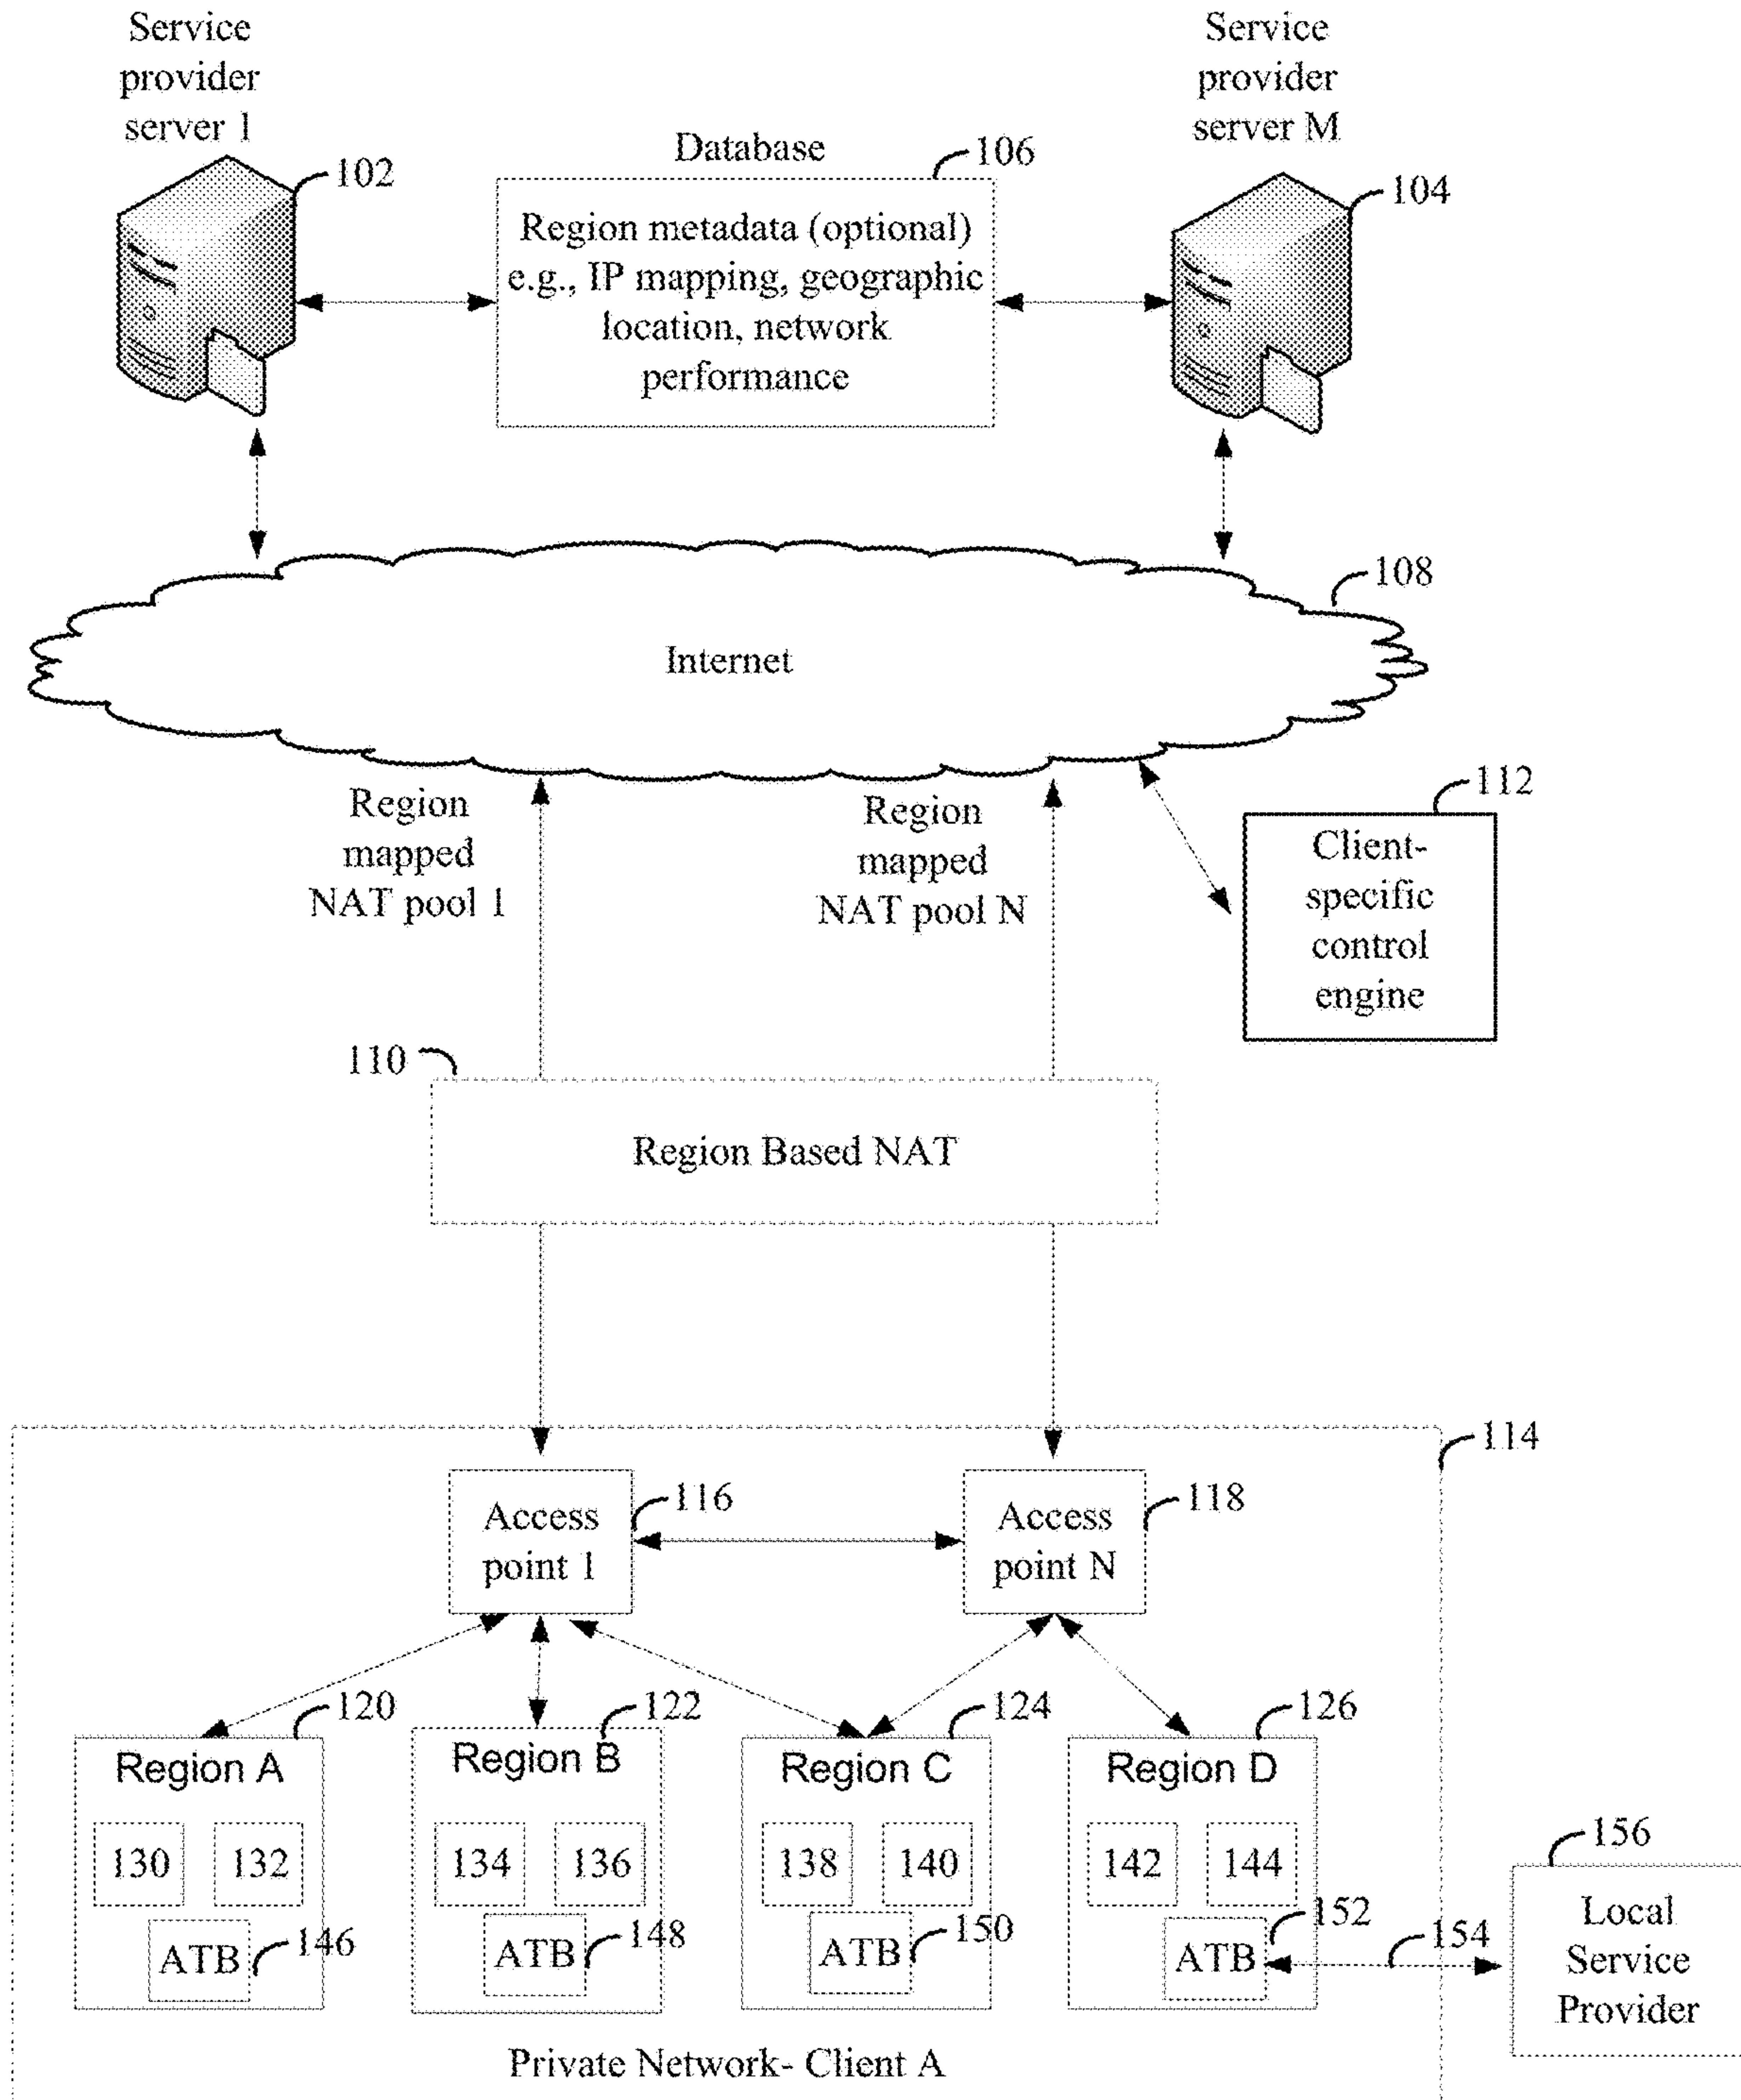 Service
provider
server 1
102
Database
106
Service
provider
server M
104
Region metadata (optional)
e.g., IP mapping, geographic
location, network
performance
108
Internet
Region
mapped
NAT pool 1
Region
mapped
NAT pool N
112
Client-
specific
control
engine
110
Region Based NAT
114
Access
point 1
116
Access
point N
118
120
122
124
126
Region A
Region B
Region C
Region D
130
132
134
136
138
140
142
144
ATB
146
ATB
148
ATB
150
ATB
152
154
156
Local
Service
Provider
Private Network- Client A